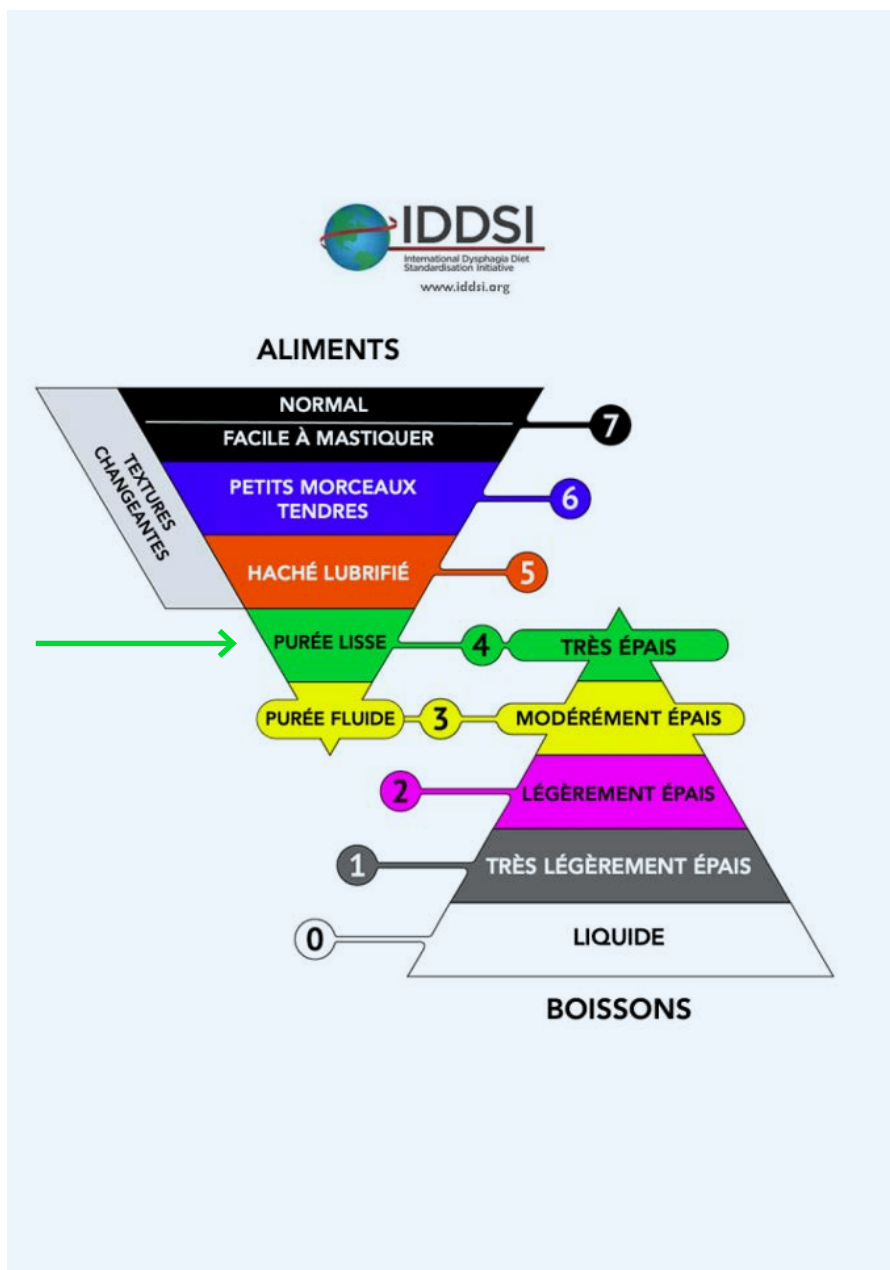 IDDSI
International Dysphagia Diet
Standardisation Initiative
www.iddsi.org
ALIMENTS
NORMAL
7
FACILE À MASTIQUER
TEXTURES
CHANGEANTES
PETITS MORCEAUX
TENDRES
6
HACHÉ LUBRIFIÉ
5
PURÉE LISSE
4
TRÈS ÉPAIS
PURÉE FLUIDE
3
MODÉRÉMENT ÉPAIS
2
LÉGÈREMENT ÉPAIS
1
TRÈS LÉGÈREMENT ÉPAIS
0
LIQUIDE
BOISSONS